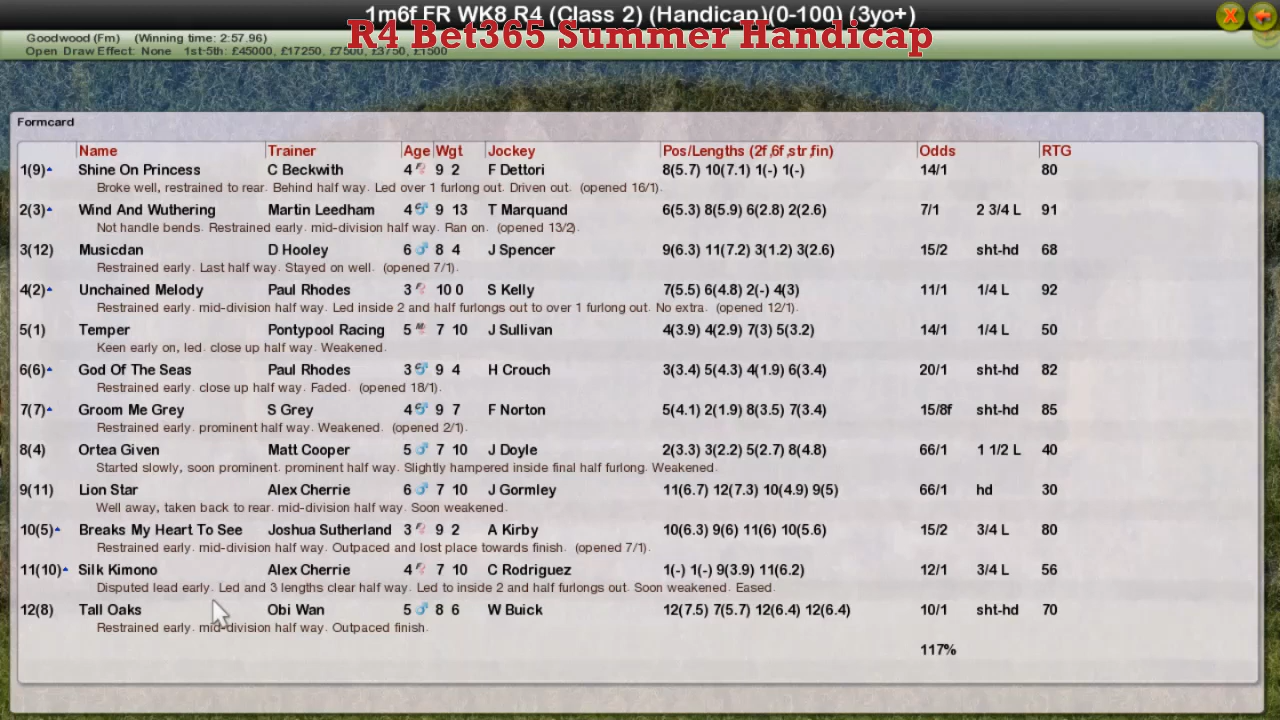 1m6f FR WK8 R4 (Class 2) (Handicap)(0-100) (3yo+)
R4 Bet365 Summer Handicap
Goodwood (Fm) (Winning time: 2:57.96)
Open Draw Effect: None 1st-5th: £45000, £17250, £7500, £3750, £1500
Formcard
Name Trainer Age Wgt Jockey Pos/Lengths (2f,6f,str,fin) Odds RTG
1(9) Shine On Princess C Beckwith 4 F 9 2 F Dettori 8(5.7) 10(7.1) 1(-) 1(-) 14/1 80
Broke well, restrained to rear. Behind half way. Led over 1 furlong out. Driven out. (opened 16/1).
2(3) Wind And Wuthering Martin Leedham 4 9 13 T Marquand 6(5.3) 8(5.9) 6(2.8) 2(2.6) 7/1 2 3/4 L 91
Not handle bends. Restrained early. mid-division half way. Ran on. (opened 13/2).
3(12) Musicdan D Hooley 6 8 4 J Spencer 9(6.3) 11(7.2) 3(1.2) 3(2.6) 15/2 sht-hd 68
Restrained early. Last half way. Stayed on well. (opened 7/1).
4(2) Unchained Melody Paul Rhodes 3 F 10 0 S Kelly 7(5.5) 6(4.8) 2(-) 4(3) 11/1 1/4 L 92
Restrained early. mid-division half way. Led inside 2 and half furlongs out to over 1 furlong out. No extra. (opened 12/1).
5(1) Temper Pontypool Racing 5 M 7 10 J Sullivan 4(3.9) 4(2.9) 7(3) 5(3.2) 14/1 1/4 L 50
Keen early on, led. close up half way. Weakened.
6(6) God Of The Seas Paul Rhodes 3 9 4 H Crouch 3(3.4) 5(4.3) 4(1.9) 6(3.4) 20/1 sht-hd 82
Restrained early. close up half way. Faded. (opened 18/1).
7(7) Groom Me Grey S Grey 4 9 7 F Norton 5(4.1) 2(1.9) 8(3.5) 7(3.4) 15/8f sht-hd 85
Restrained early. prominent half way. Weakened. (opened 2/1).
8(4) Ortea Given Matt Cooper 5 7 10 J Doyle 2(3.3) 3(2.2) 5(2.7) 8(4.8) 66/1 1 1/2 L 40
Started slowly, soon prominent. prominent half way. Slightly hampered inside final half furlong. Weakened.
9(11) Lion Star Alex Cherrie 6 7 10 J Gormley 11(6.7) 12(7.3) 10(4.9) 9(5) 66/1 hd 30
Well away, taken back to rear. mid-division half way. Soon weakened.
10(5) Breaks My Heart To See Joshua Sutherland 3 F 9 2 A Kirby 10(6.3) 9(6) 11(6) 10(5.6) 15/2 3/4 L 80
Restrained early. mid-division half way. Outpaced and lost place towards finish. (opened 7/1).
11(10) Silk Kimono Alex Cherrie 4 F 7 10 C Rodriguez 1(-) 1(-) 9(3.9) 11(6.2) 12/1 3/4 L 56
Disputed lead early. Led and 3 lengths clear half way. Led to inside 2 and half furlongs out. Soon weakened. Eased.
12(8) Tall Oaks Obi Wan 5 8 6 W Buick 12(7.5) 7(5.7) 12(6.4) 12(6.4) 10/1 sht-hd 70
Restrained early. mid-division half way. Outpaced finish.
117%